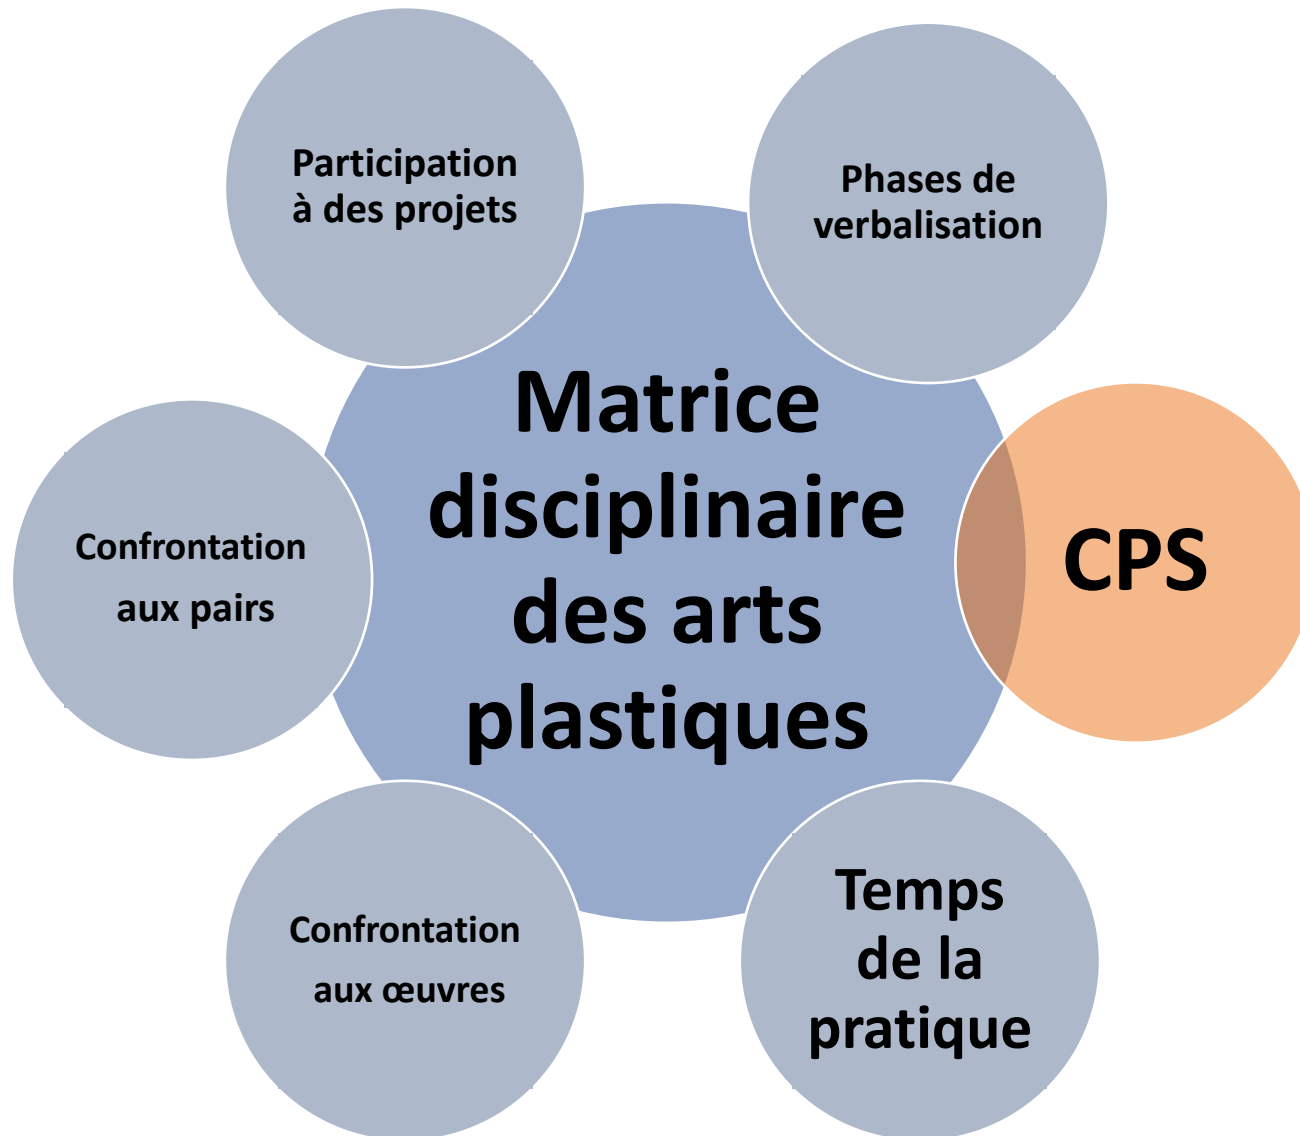 Participation
à des projets
Phases de
verbalisation
Matrice
disciplinaire
des arts
plastiques
Confrontation
aux pairs
CPS
Confrontation
aux œuvres
Temps
de la
pratique